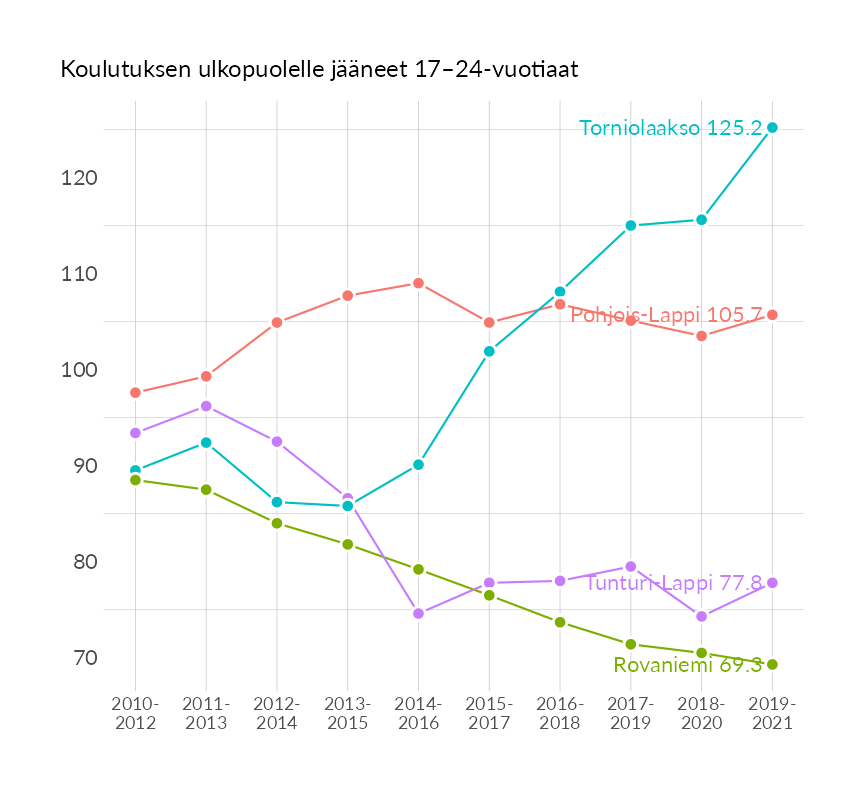 Koulutuksen ulkopuolelle jääneet 17–24-vuotiaat
Torniolaakso 125.2
120
110
Pohjois-Lappi 105.7
100
90
80
Tunturi-Lappi 77.8
70
Rovaniemi 69.3
2010- 2011- 2012- 2013- 2014- 2015- 2016- 2017- 2018- 2019-
2012 2013 2014 2015 2016 2017 2018 2019 2020 2021